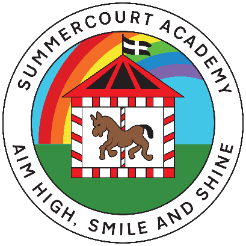 SUMMERCOURT ACADEMY
AIM HIGH, SMILE AND SHINE